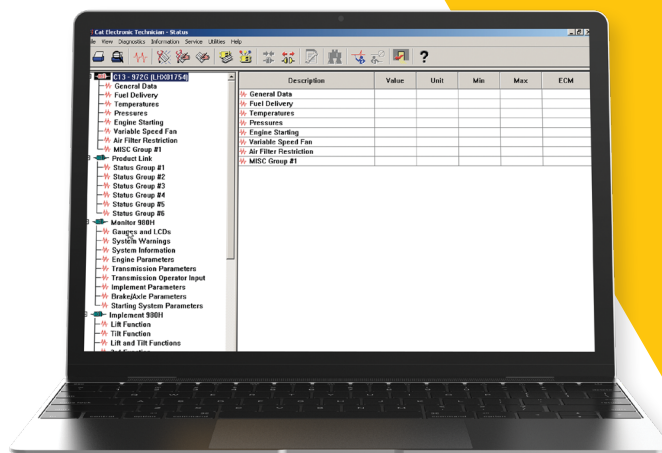 Cat Electronic Technician - Status
File View Diagnostics Information Service Utilities Help
C13 - 972G (LHX01754)
General Data
Fuel Delivery
Temperatures
Pressures
Engine Starting
Variable Speed Fan
Air Filter Restriction
MISC Group #1
Product Link
Status Group #1
Status Group #2
Status Group #3
Status Group #4
Status Group #5
Status Group #6
Monitor 980H
Gauges and LCDs
System Warnings
System Information
Engine Parameters
Transmission Parameters
Transmission Operator Input
Implement Parameters
Brake/Axle Parameters
Starting System Parameters
Implement 980H
Lift Function
Tilt Function
Lift and Tilt Functions
Description Value Unit Min Max ECM
General Data
Fuel Delivery
Temperatures
Pressures
Engine Starting
Variable Speed Fan
Air Filter Restriction
MISC Group #1